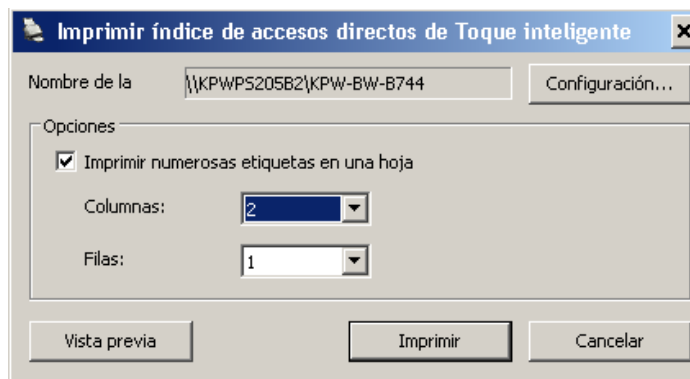 Imprimir índice de accesos directos de Toque inteligente
Nombre de la \\KPWPS205B2\KPW-BW-B744 Configuración...
Opciones
Imprimir numerosas etiquetas en una hoja
Columnas: 2
Filas: 1
Vista previa Imprimir Cancelar